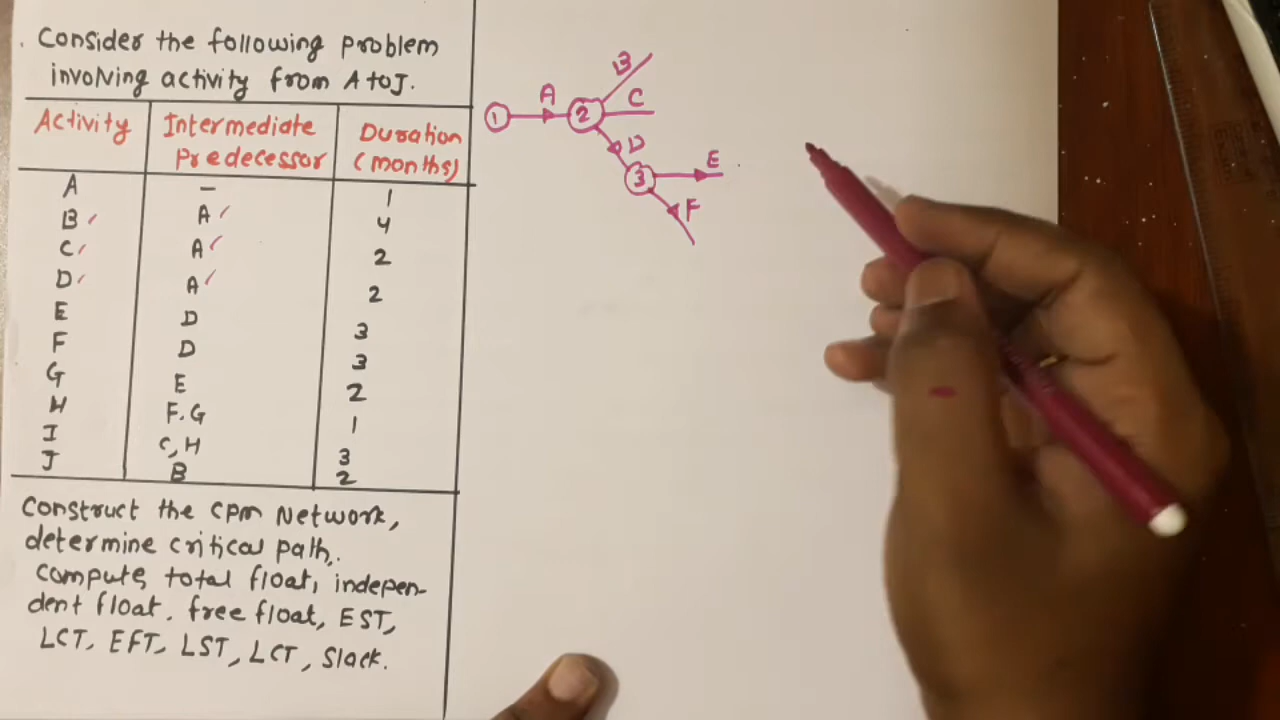 Consider the following problem
involving activity from A to J.
Activity Intermediate Predecessor Duration (months)
A – 1
B A 4
C A 2
D A 2
E D 3
F D 3
G E 2
H F.G 1
I C,H 3
J B 2
Construct the CPM Network,
determine critical path.
Compute total float, indepen-
dent float. free float, EST,
LCT, EFT, LST, LCT, Slack.
1 A 2 B
C
D 3 E
F